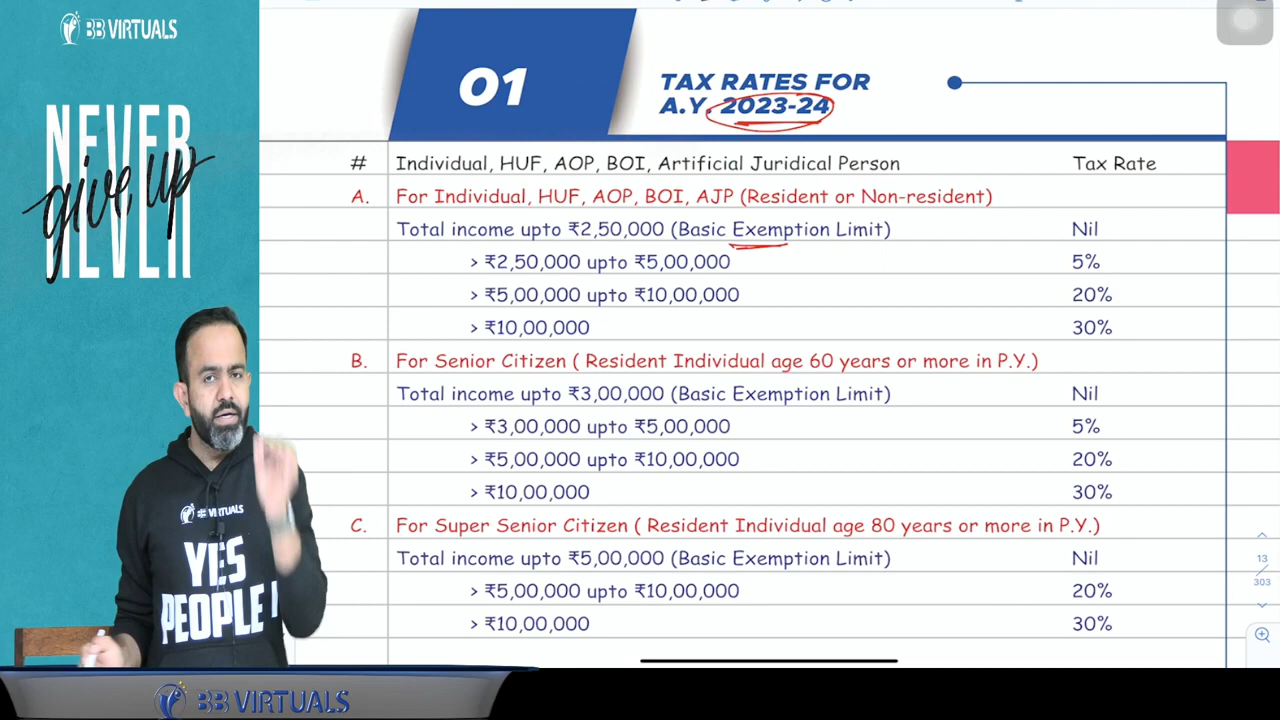 BB VIRTUALS
NEVER
give up
NEVER
BB VIRTUALS
YES
PEOPLE !
BB VIRTUALS
01
TAX RATES FOR
A.Y. 2023-24
# Individual, HUF, AOP, BOI, Artificial Juridical Person Tax Rate
A. For Individual, HUF, AOP, BOI, AJP (Resident or Non-resident)
Total income upto ₹2,50,000 (Basic Exemption Limit) Nil
> ₹2,50,000 upto ₹5,00,000 5%
> ₹5,00,000 upto ₹10,00,000 20%
> ₹10,00,000 30%
B. For Senior Citizen ( Resident Individual age 60 years or more in P.Y.)
Total income upto ₹3,00,000 (Basic Exemption Limit) Nil
> ₹3,00,000 upto ₹5,00,000 5%
> ₹5,00,000 upto ₹10,00,000 20%
> ₹10,00,000 30%
C. For Super Senior Citizen ( Resident Individual age 80 years or more in P.Y.)
Total income upto ₹5,00,000 (Basic Exemption Limit) Nil
> ₹5,00,000 upto ₹10,00,000 20%
> ₹10,00,000 30%
13
303